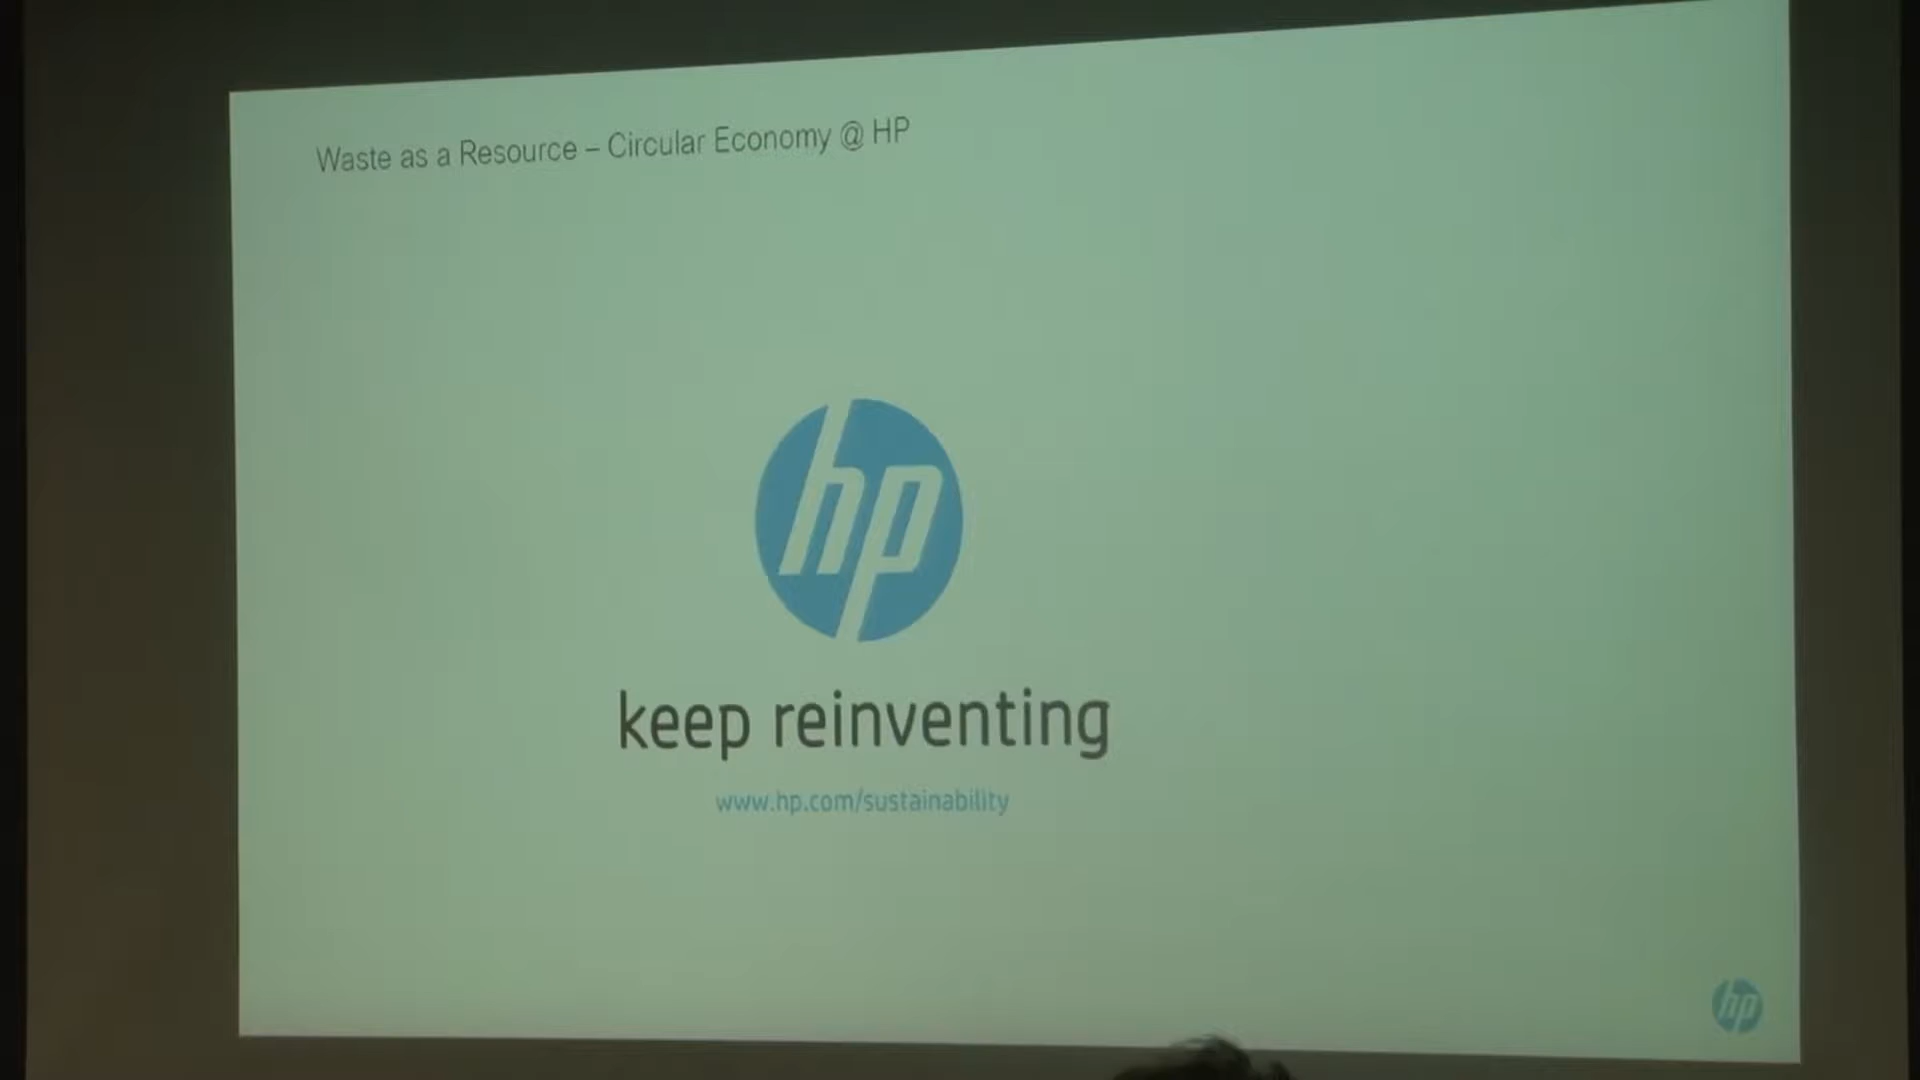 Waste as a Resource – Circular Economy @ HP
hp
keep reinventing
www.hp.com/sustainability
hp